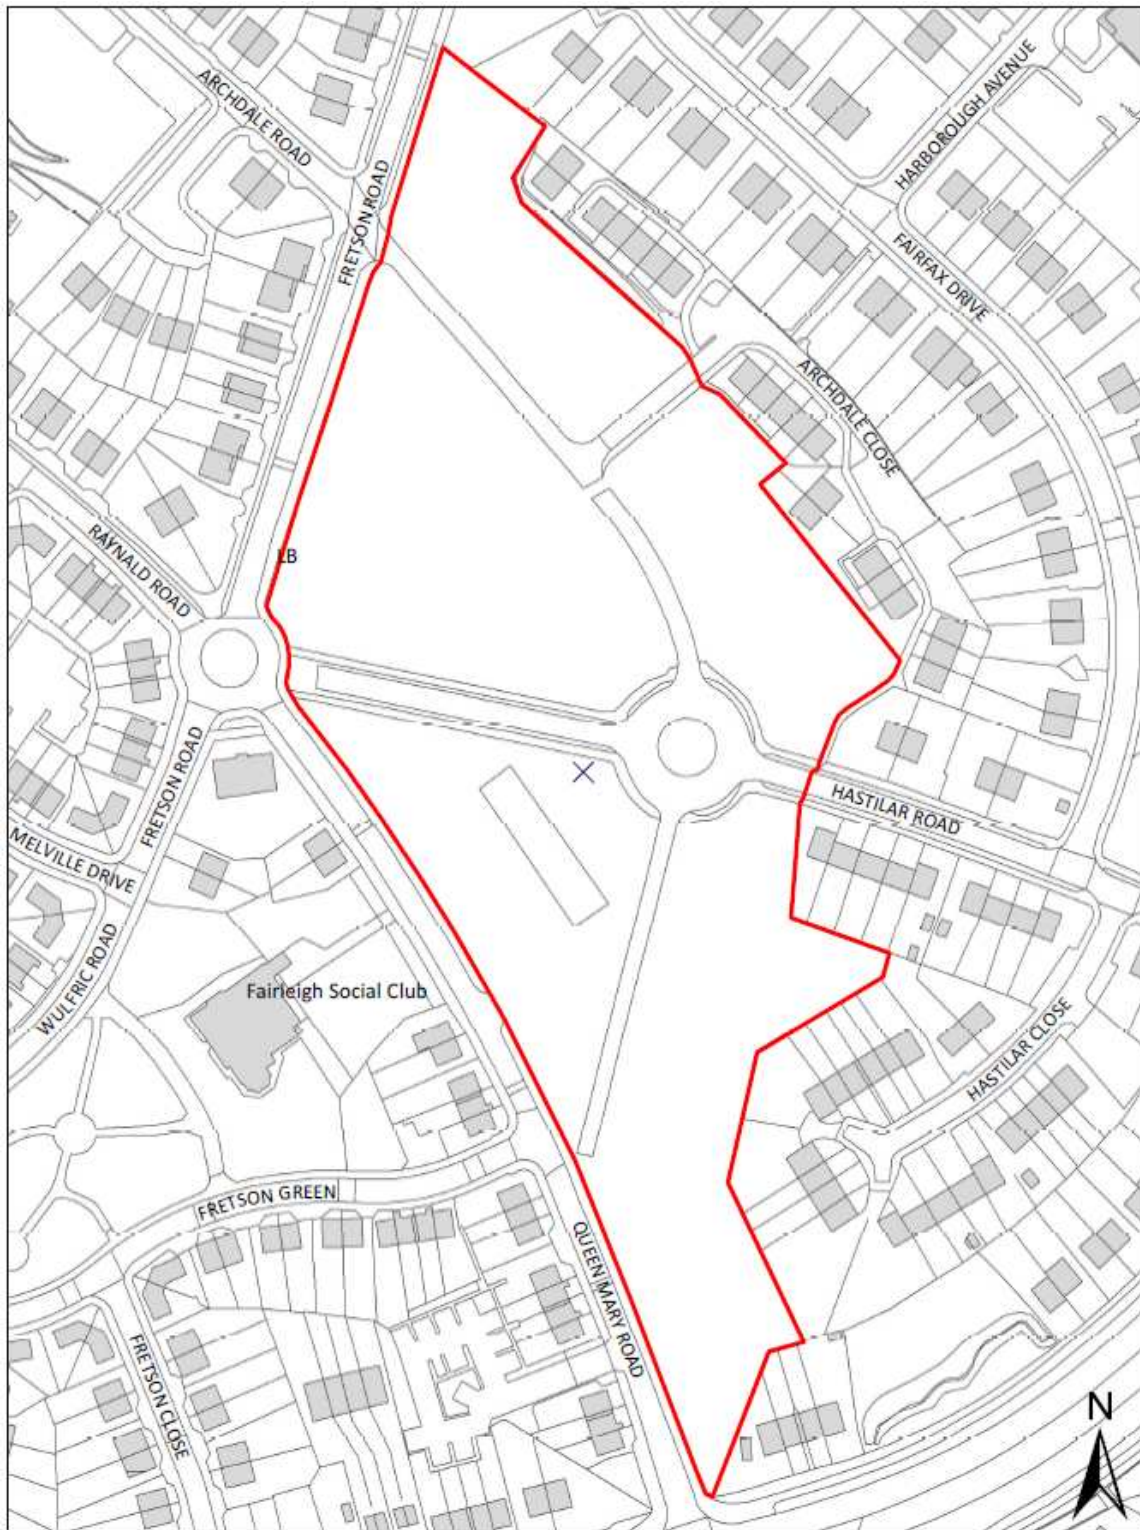 HARBOROUGH AVENUE
ARCHDALE ROAD
FRETSON ROAD
FAIRFAX DRIVE
ARCHDALE CLOSE
LB
RAYNALD ROAD
FRETSON ROAD
HASTILAR ROAD
MELVILLE DRIVE
WULFRIC ROAD
Fairleigh Social Club
HASTILAR CLOSE
FRETSON GREEN
QUEEN MARY ROAD
FRETSON CLOSE
N